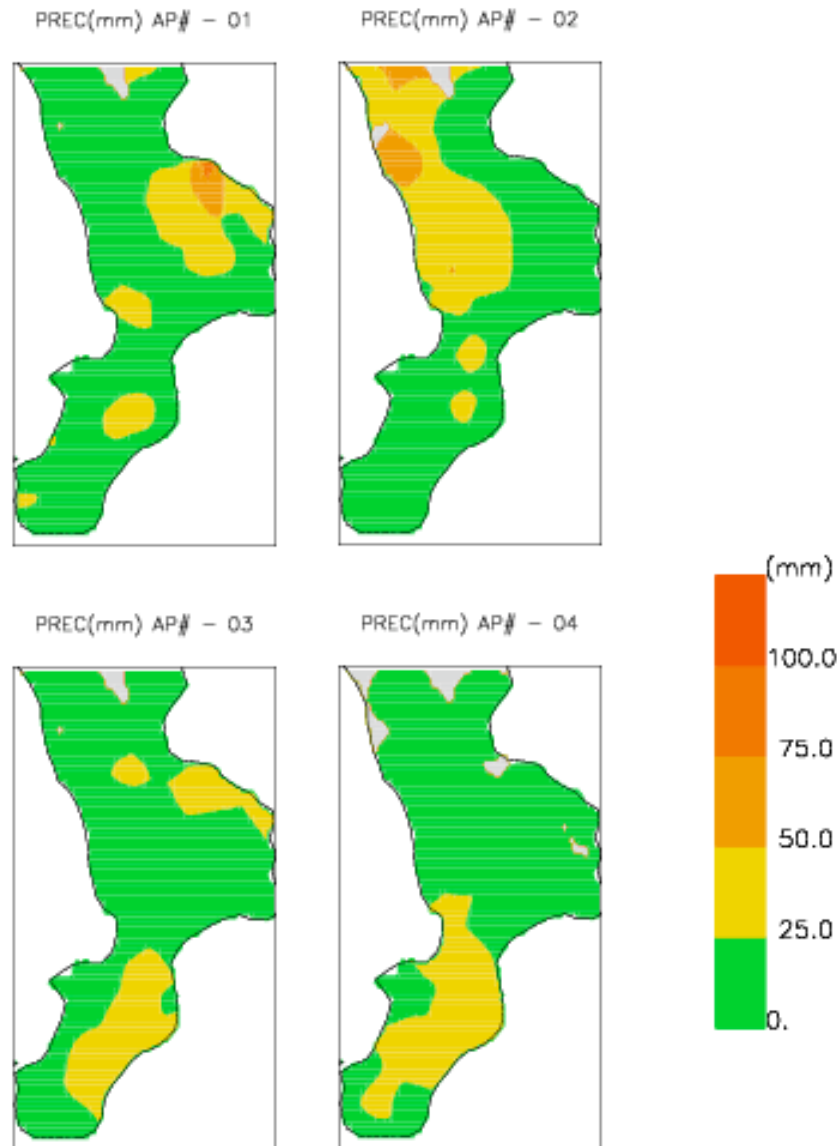 PREC(mm) AP# - 01
PREC(mm) AP# - 02
(mm)
100.0
75.0
50.0
25.0
0.
PREC(mm) AP# - 03
PREC(mm) AP# - 04